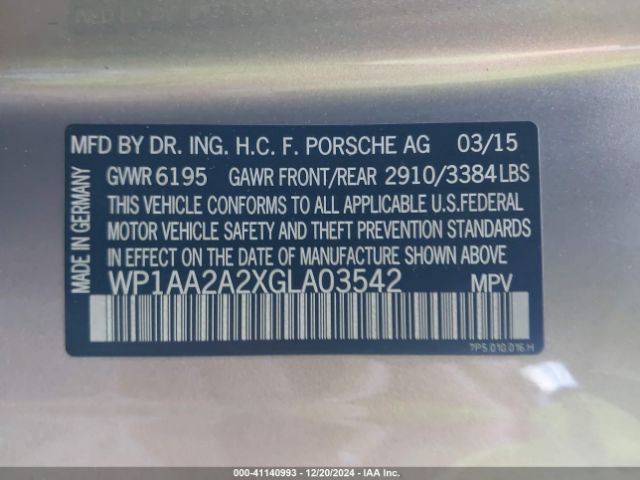 MFD BY DR. ING. H.C. F. PORSCHE AG 03/15
GVWR 6195 GAWR FRONT/REAR 2910/3384 LBS
THIS VEHICLE CONFORMS TO ALL APPLICABLE U.S.FEDERAL
MOTOR VEHICLE SAFETY AND THEFT PREVENTION STANDARDS
IN EFFECT ON THE DATE OF MANUFACTURE SHOWN ABOVE.
WP1AA2A2XGLA03542 MPV
7P5.010.016.H
MADE IN GERMANY
000-41140993 - 12/20/2024 - IAA Inc.